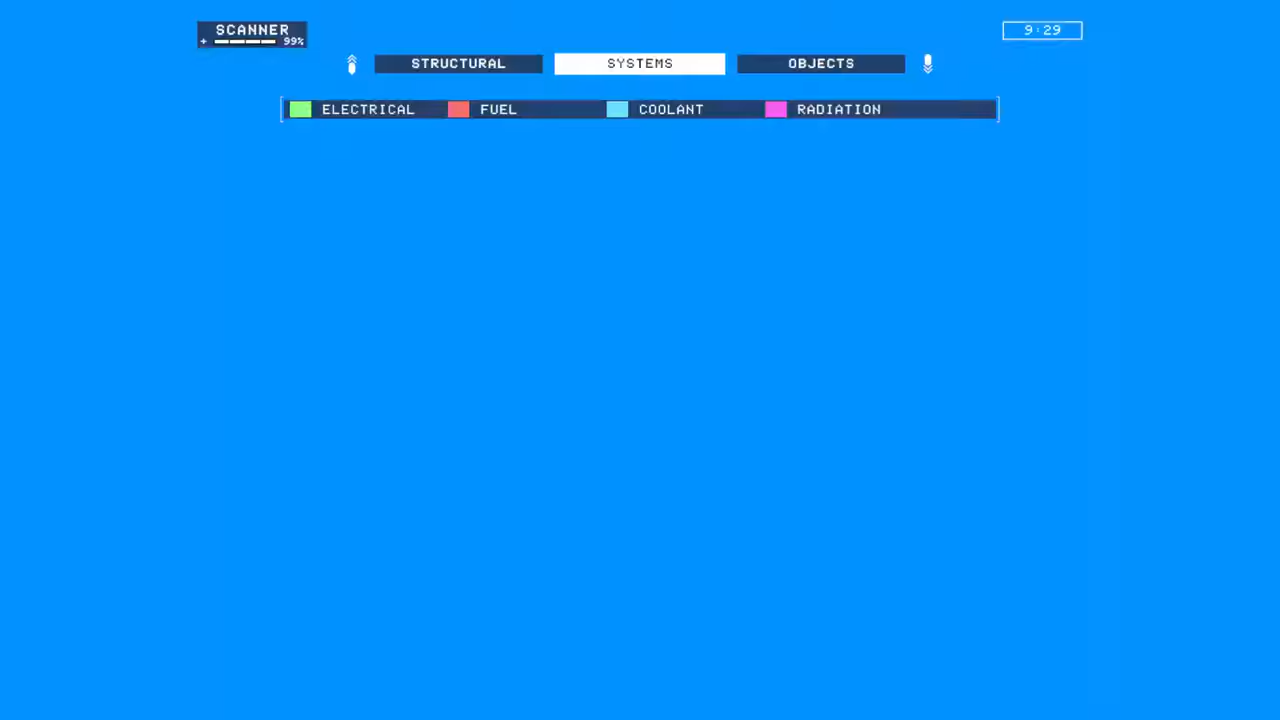 SCANNER
+ 99%
9:29
STRUCTURAL SYSTEMS OBJECTS
ELECTRICAL FUEL COOLANT RADIATION